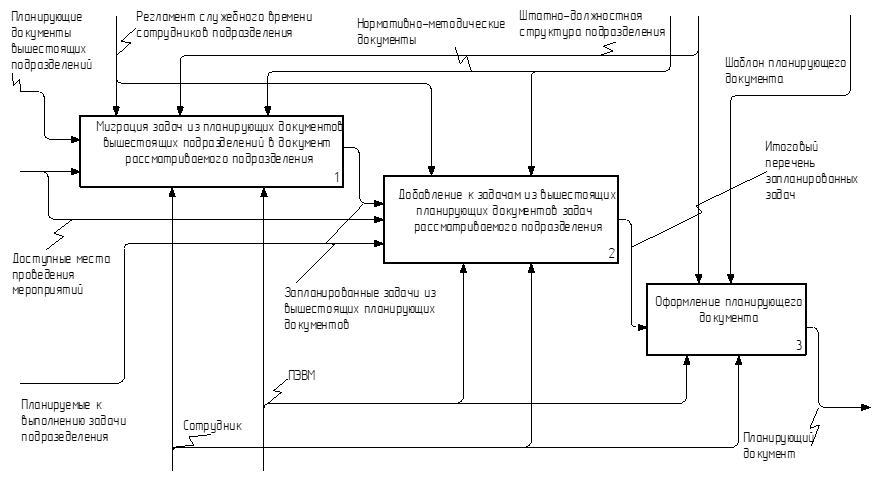 Планирующие
документы
вышестоящих
подразделений
Регламент служебного времени
сотрудников подразделения
Нормативно-методические
документы
Штатно-должностная
структура подразделения
Шаблон планирующего
документа
Миграция задач из планирующих документов
вышестоящих подразделений в документ
рассматриваемого подразделения
1
Итоговый
перечень
запланированных
задач
Добавление к задачам из вышестоящих
планирующих документов задач
рассматриваемого подразделения
2
Доступные места
проведения
мероприятий
Запланированные задачи из
вышестоящих планирующих
документов
Оформление планирующего
документа
3
ПЭВМ
Планируемые к
выполнению задачи
подразделения
Сотрудник
Планирующий
документ